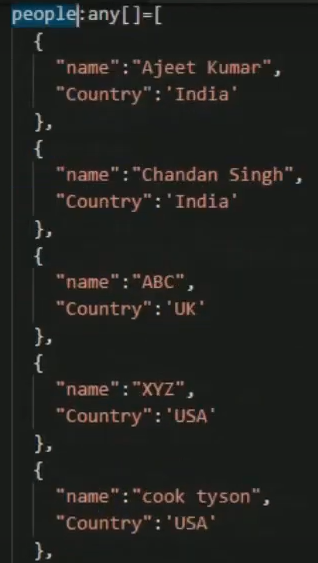 people:any[]=[
{
"name":"Ajeet Kumar",
"Country":'India'
},
{
"name":"Chandan Singh",
"Country":'India'
},
{
"name":"ABC",
"Country":'UK'
},
{
"name":"XYZ",
"Country":'USA'
},
{
"name":"cook tyson",
"Country":'USA'
},